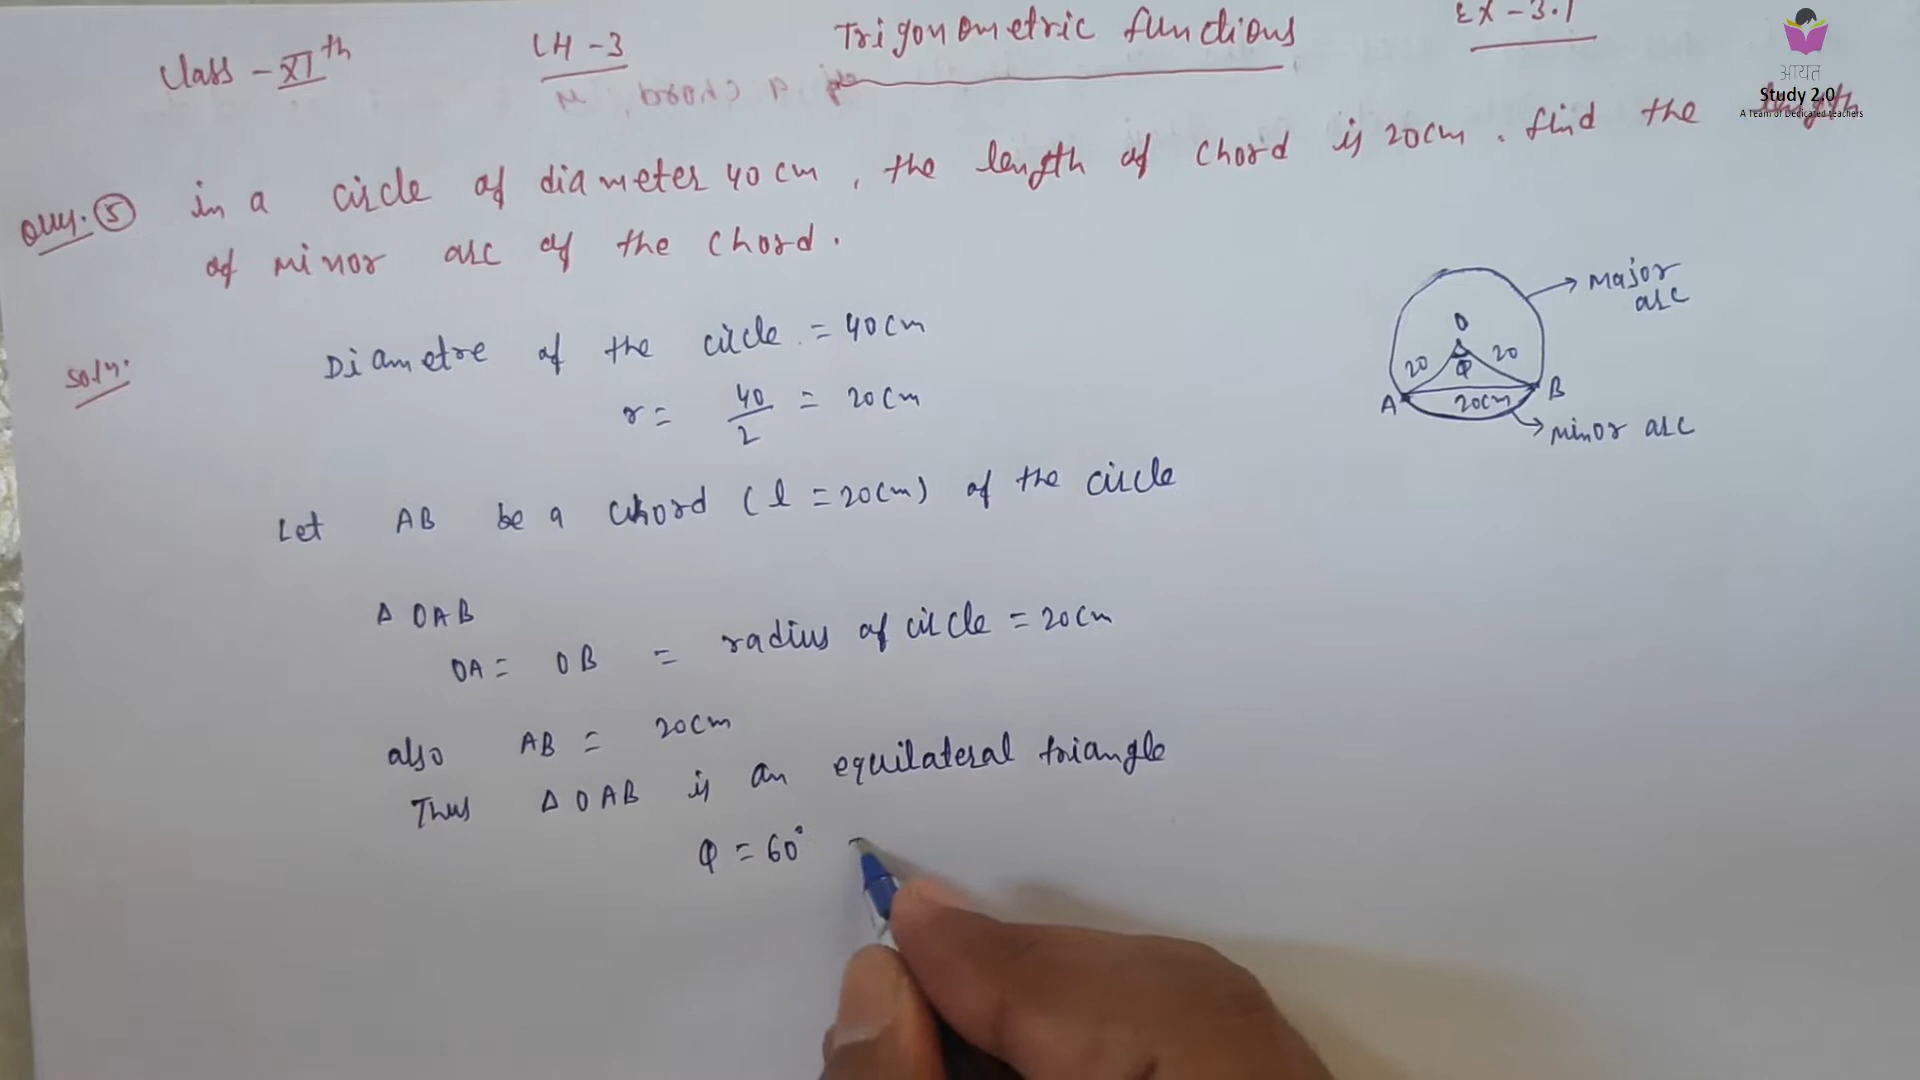 Class - XIth CH - 3 Trigonometric functions Ex - 3.1
आयत
Study 2.0
A Team of Dedicated teachers
Ques. 5 in a circle of diameter 40 cm, the length of chord is 20cm. find the length
of minor arc of the chord.
Soln. Diametre of the circle = 40cm
r = 40/2 = 20cm
Major arc
O
20 20
Φ
A 20cm B
minor arc
Let AB be a chord (l = 20cm) of the circle
Δ OAB
OA = OB = radius of circle = 20cm
also AB = 20cm
Thus Δ OAB is an equilateral triangle
Φ = 60°